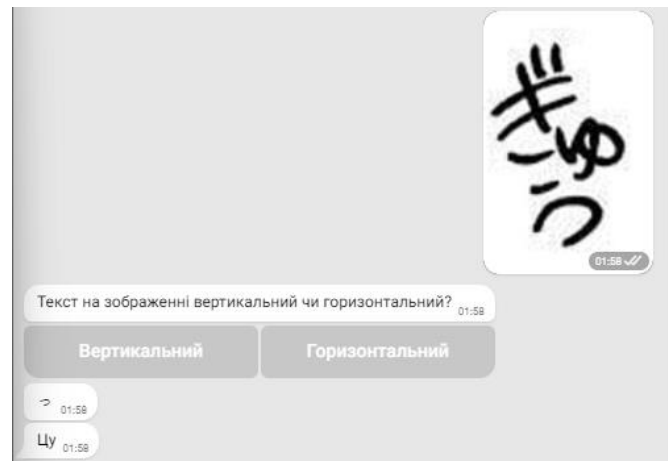 ぎゅう
01:58
Текст на зображенні вертикальний чи горизонтальний? 01:58
Вертикальний Горизонтальний
っ 01:58
Цу 01:58